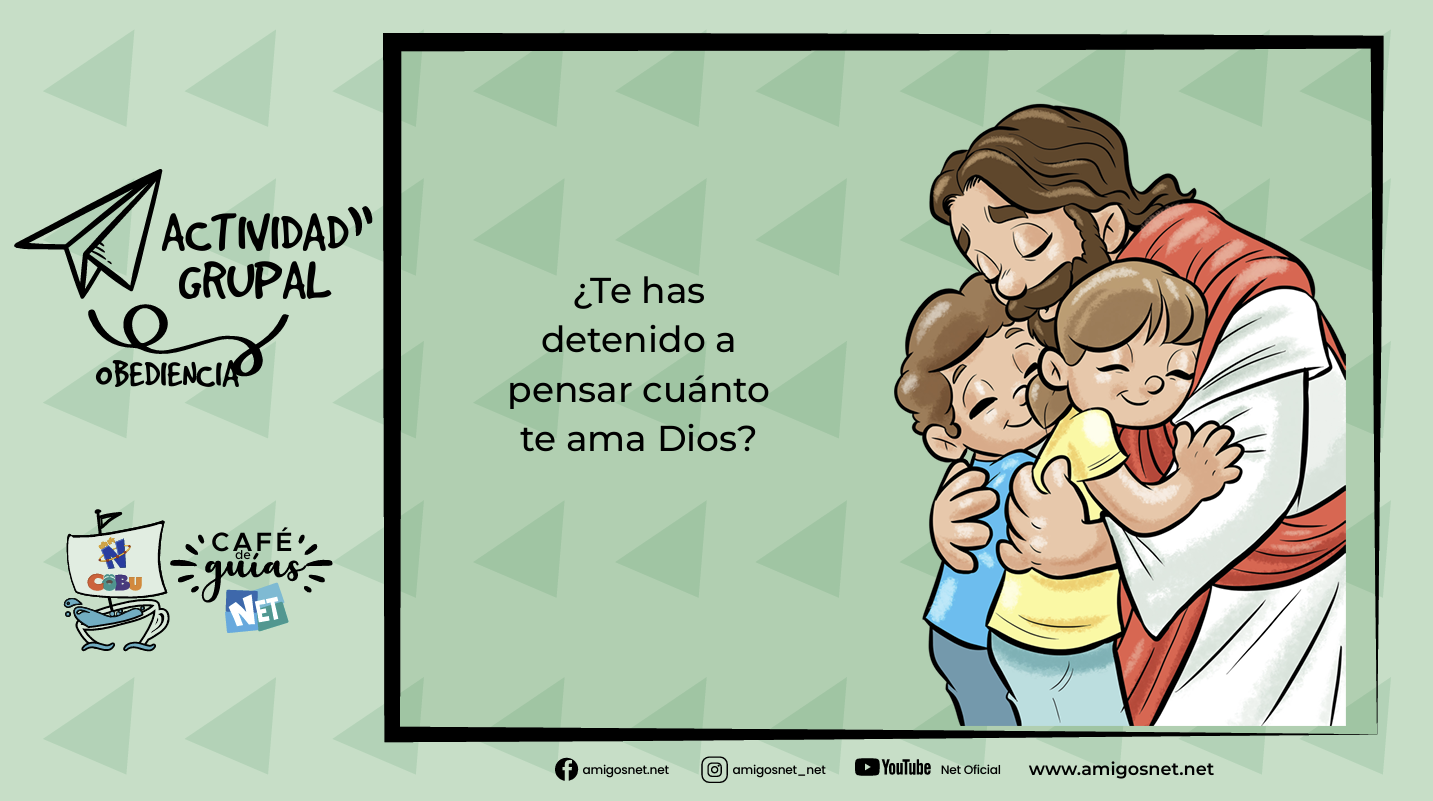 ACTIVIDAD
GRUPAL
OBEDIENCIA
¿Te has
detenido a
pensar cuánto
te ama Dios?
N
COBU
CAFÉ
de
guías
NET
amigosnet.net
amigosnet_net
YouTube Net Oficial
www.amigosnet.net